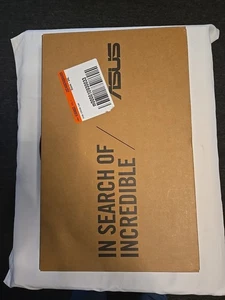 IN SEARCH OF
INCREDIBLE
ASUS